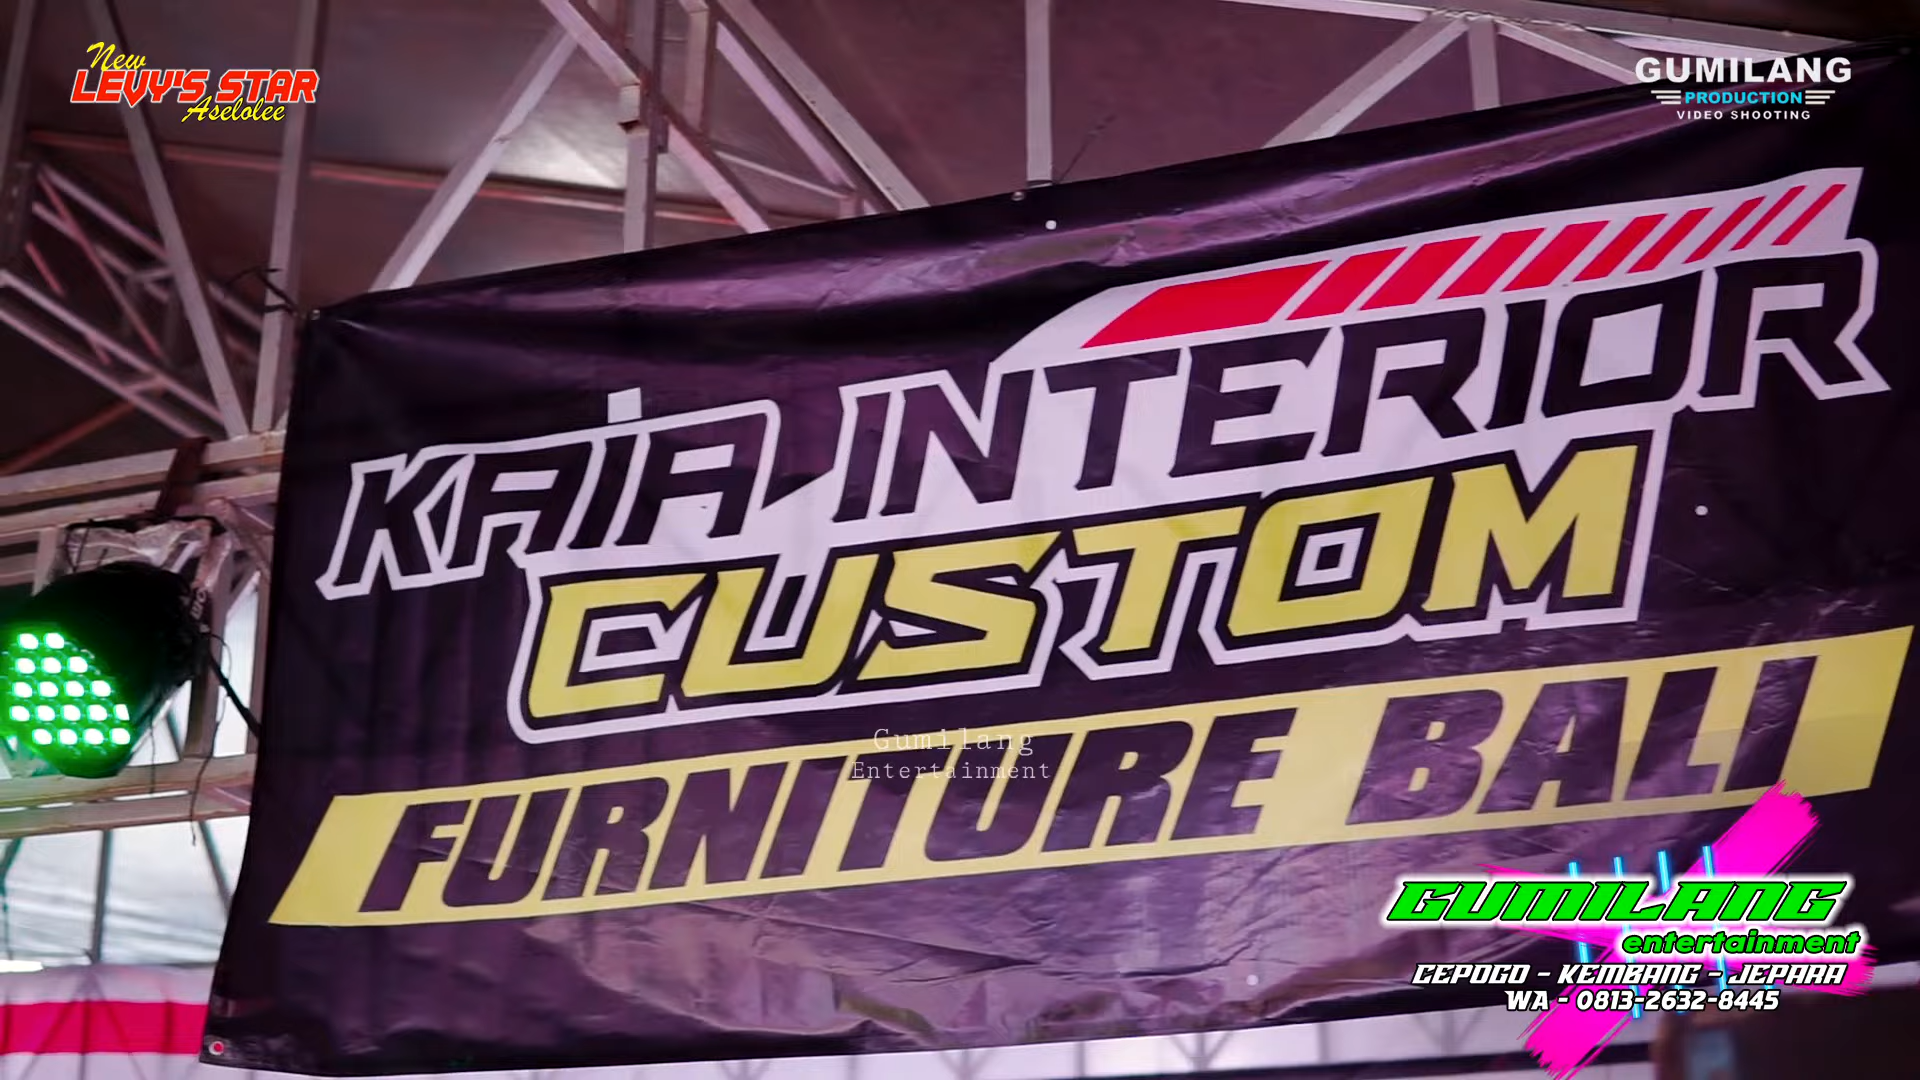 New
LEVY'S STAR
Aselolee
GUMILANG
PRODUCTION
VIDEO SHOOTING
KAIA INTERIOR
CUSTOM
FURNITURE BALI
Gumilang
Entertainment
GUMILANG
entertainment
CEPOGO - KEMBANG - JEPARA
WA - 0813-2632-8445